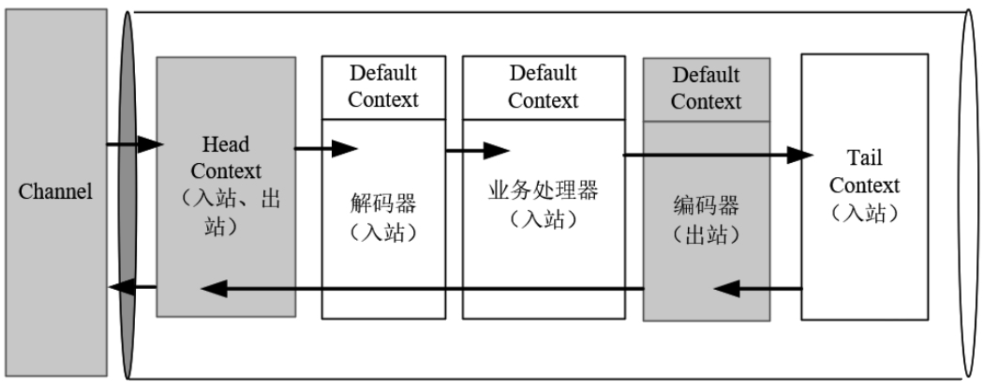 Channel
Head
Context
（入站、出
站）
Default
Context
解码器
（入站）
Default
Context
业务处理器
（入站）
Default
Context
编码器
（出站）
Tail
Context
（入站）